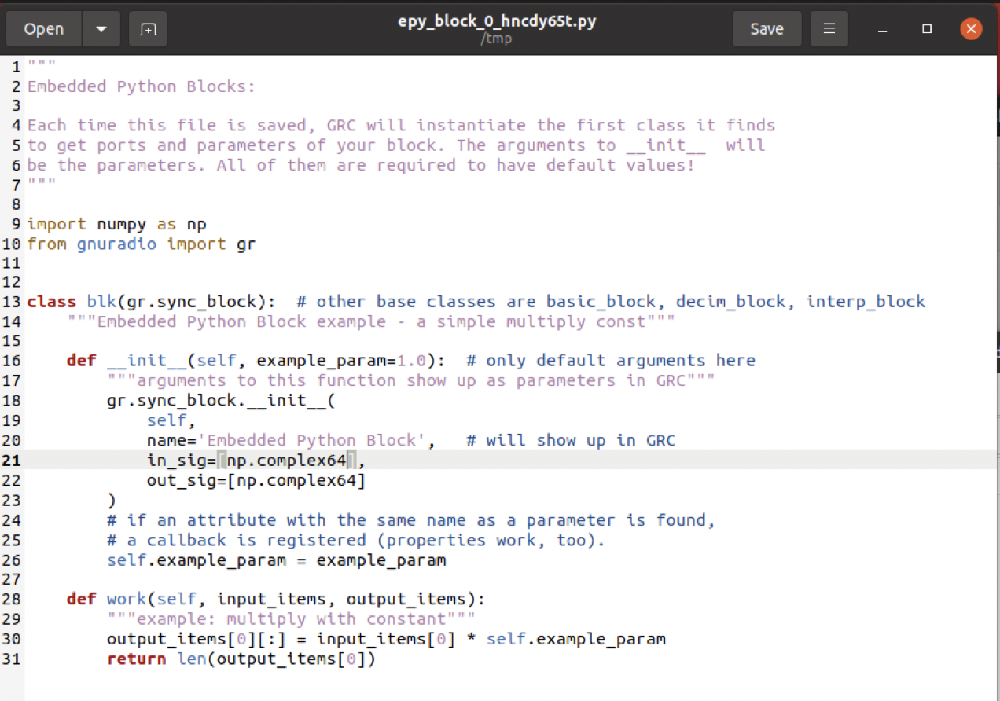 Open
epy_block_0_hncdy65t.py
/tmp
Save
1 """
2 Embedded Python Blocks:
3
4 Each time this file is saved, GRC will instantiate the first class it finds
5 to get ports and parameters of your block. The arguments to __init__  will
6 be the parameters. All of them are required to have default values!
7 """
8
9 import numpy as np
10 from gnuradio import gr
11
12
13 class blk(gr.sync_block):  # other base classes are basic_block, decim_block, interp_block
14     """Embedded Python Block example - a simple multiply const"""
15
16     def __init__(self, example_param=1.0):  # only default arguments here
17         """arguments to this function show up as parameters in GRC"""
18         gr.sync_block.__init__(
19             self,
20             name='Embedded Python Block',   # will show up in GRC
21             in_sig=[np.complex64],
22             out_sig=[np.complex64]
23         )
24         # if an attribute with the same name as a parameter is found,
25         # a callback is registered (properties work, too).
26         self.example_param = example_param
27
28     def work(self, input_items, output_items):
29         """example: multiply with constant"""
30         output_items[0][:] = input_items[0] * self.example_param
31         return len(output_items[0])